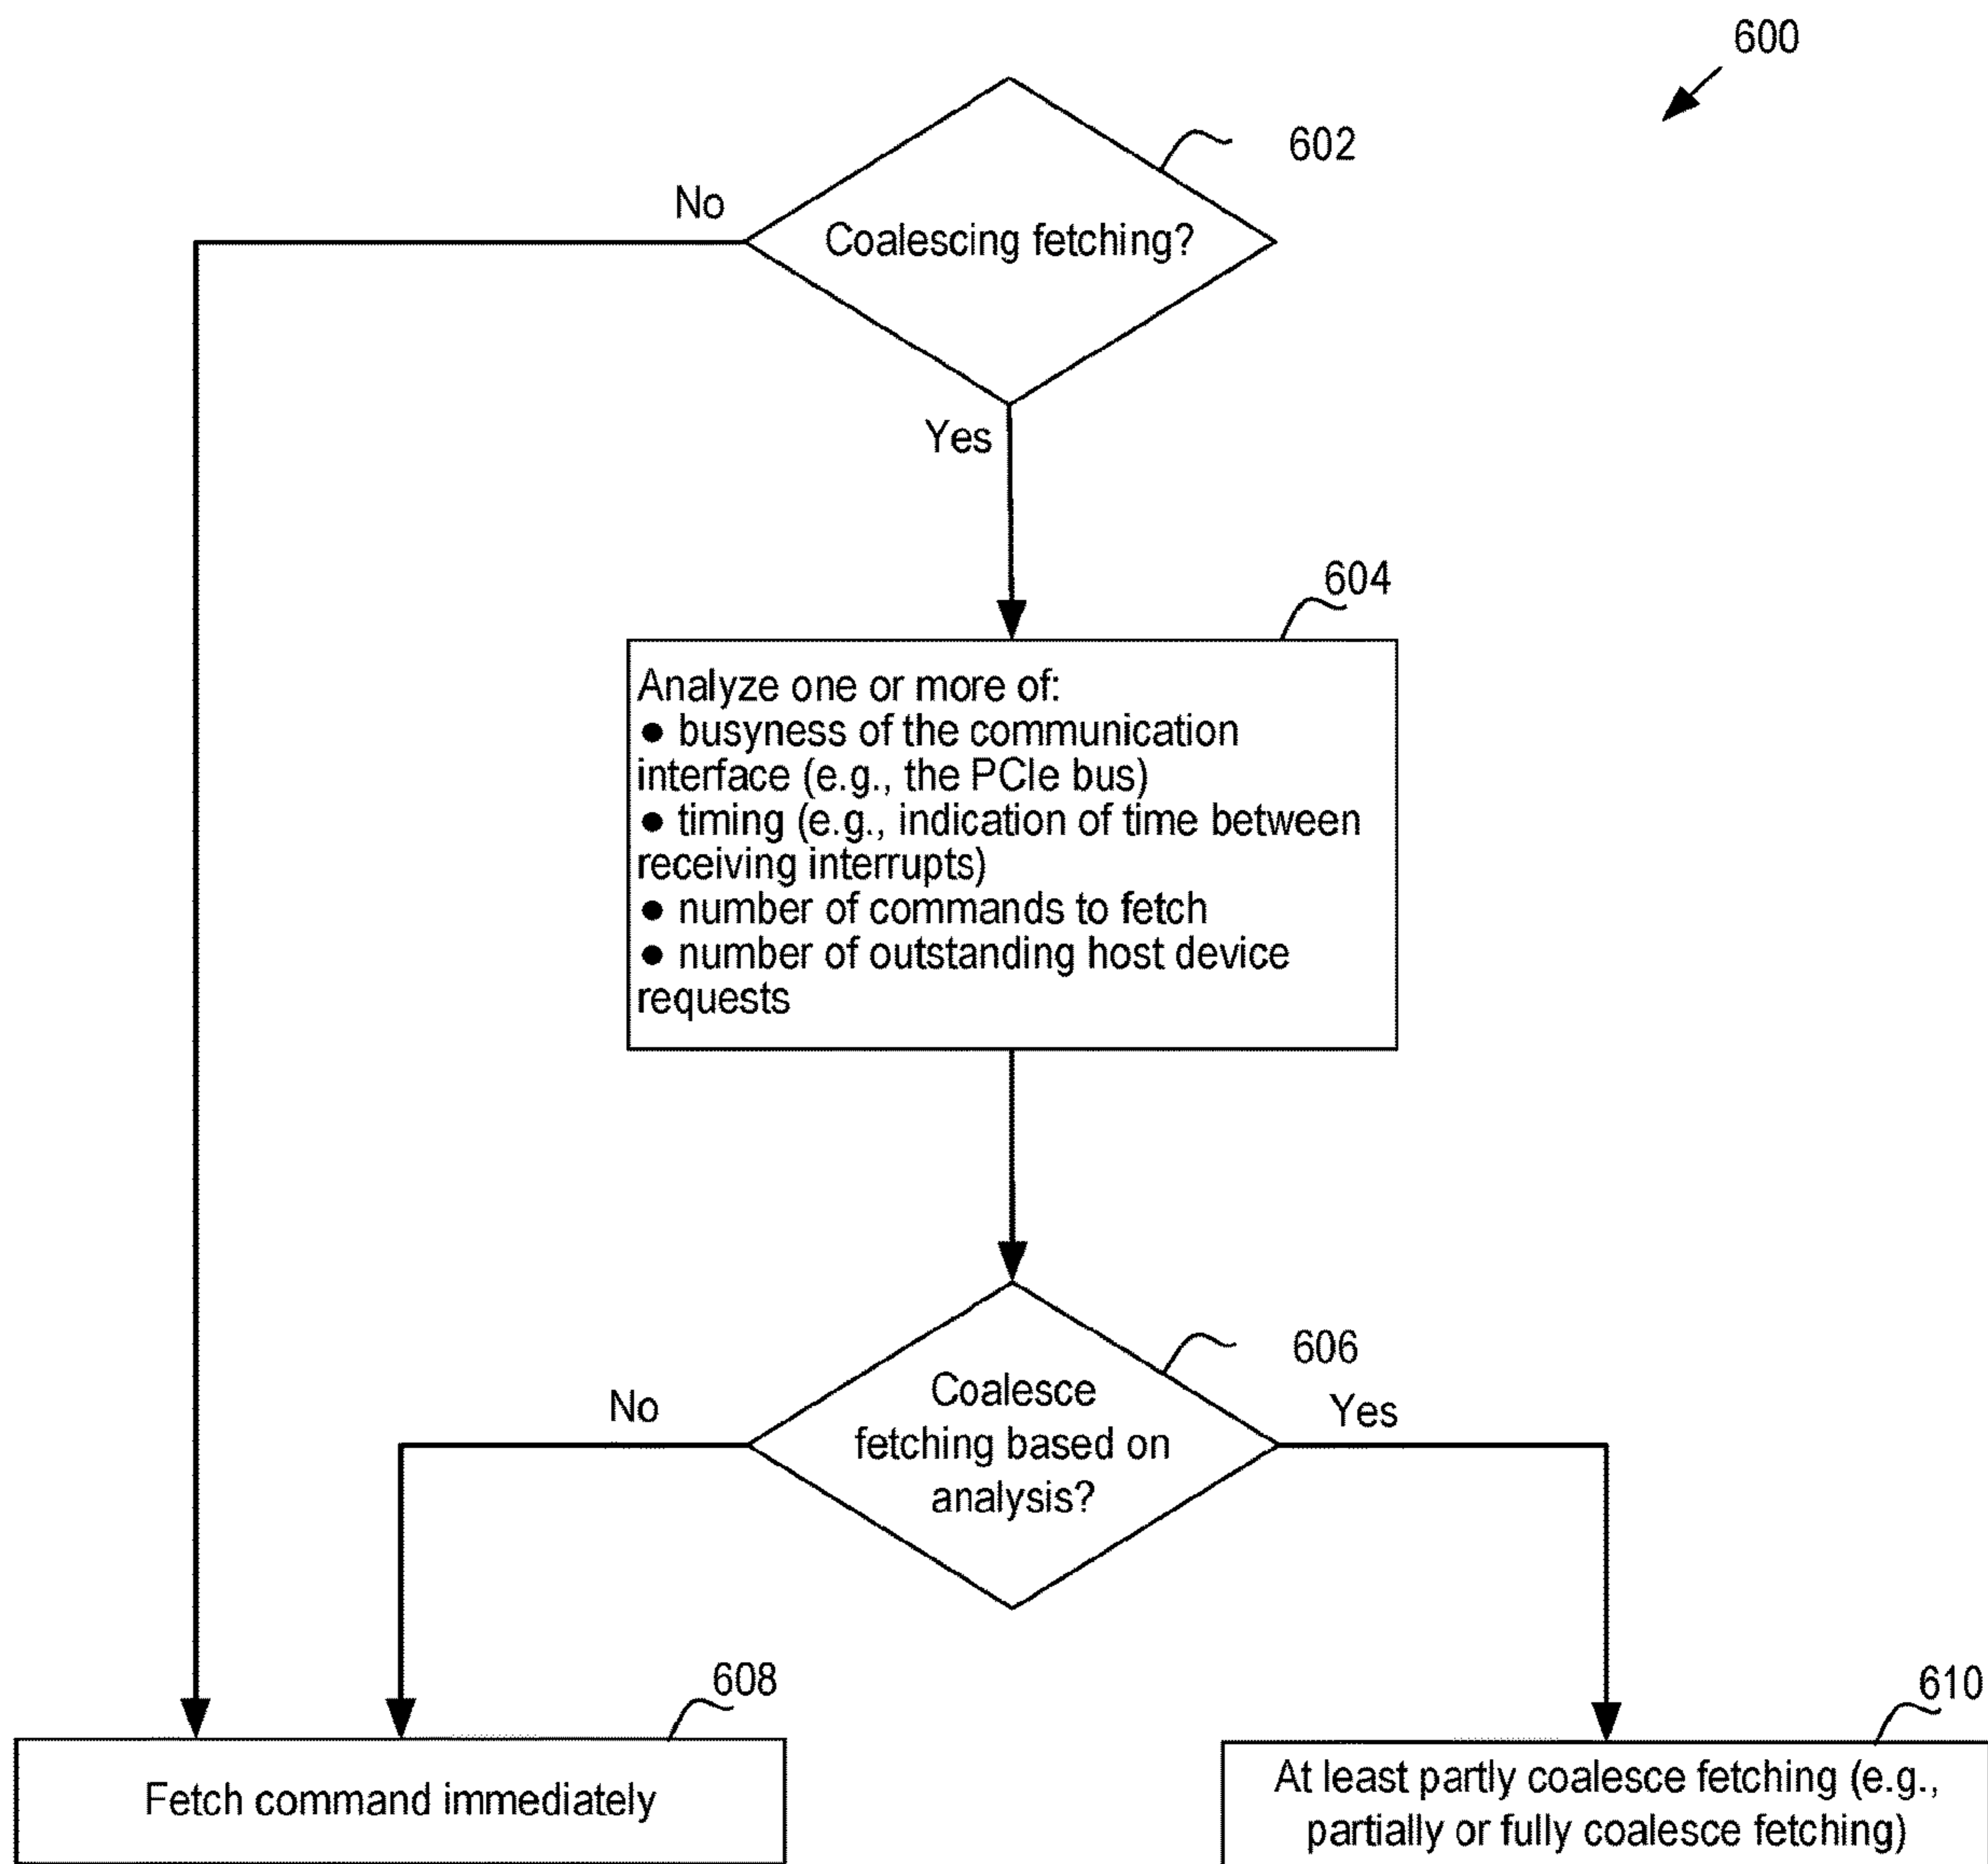 600
602
No
Coalescing fetching?
Yes
604
Analyze one or more of:
● busyness of the communication
interface (e.g., the PCIe bus)
● timing (e.g., indication of time between
receiving interrupts)
● number of commands to fetch
● number of outstanding host device
requests
606
No
Coalesce
fetching based on
analysis?
Yes
608
610
Fetch command immediately
At least partly coalesce fetching (e.g.,
partially or fully coalesce fetching)